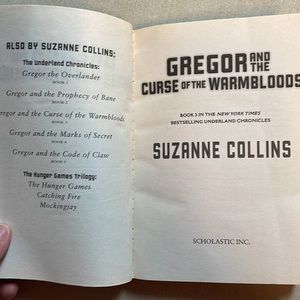 ALSO BY SUZANNE COLLINS:
The Underland Chronicles:
Gregor the Overlander
BOOK 1
Gregor and the Prophecy of Bane
BOOK 2
Gregor and the Curse of the Warmbloods
BOOK 3
Gregor and the Marks of Secret
BOOK 4
Gregor and the Code of Claw
BOOK 5
The Hunger Games Trilogy:
The Hunger Games
Catching Fire
Mockingjay
GREGOR AND THE
CURSE OF THE WARMBLOODS
BOOK 3 IN THE NEW YORK TIMES
BESTSELLING UNDERLAND CHRONICLES
SUZANNE COLLINS
SCHOLASTIC INC.